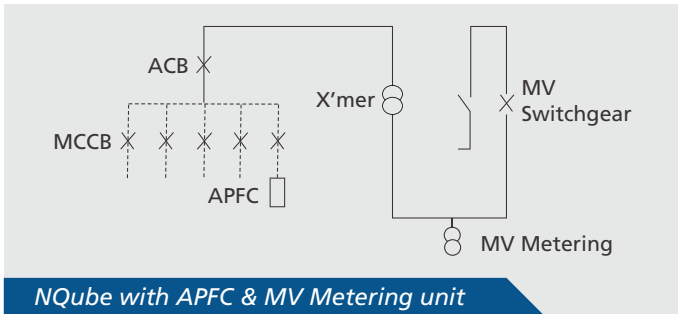 ACB
X’mer
MV
Switchgear
MCCB
APFC
MV Metering
NQube with APFC & MV Metering unit